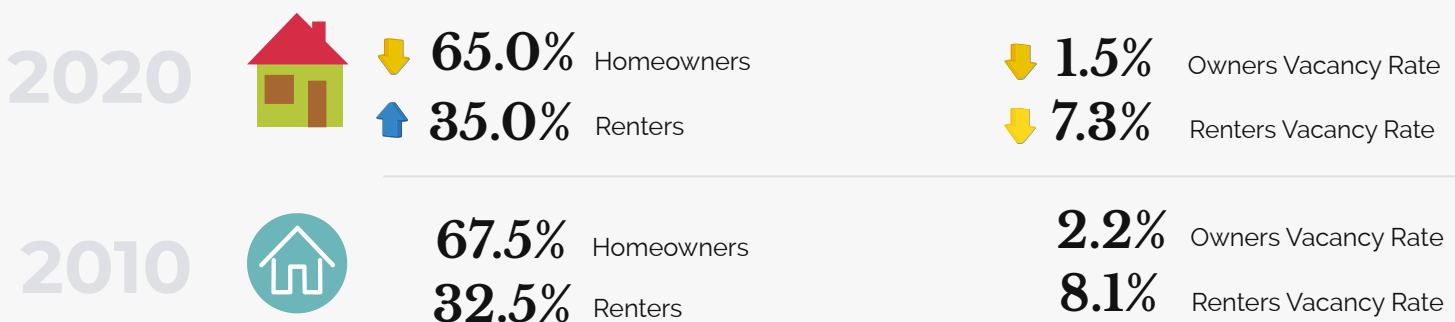 2020
65.0% Homeowners
1.5% Owners Vacancy Rate
35.0% Renters
7.3% Renters Vacancy Rate
2010
67.5% Homeowners
2.2% Owners Vacancy Rate
32.5% Renters
8.1% Renters Vacancy Rate